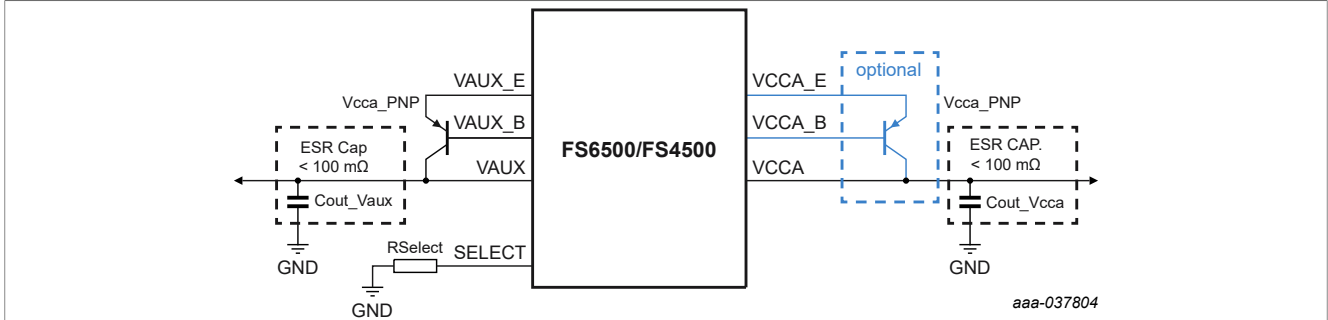 VAUX_E
Vcca_PNP
VAUX_B
ESR Cap
< 100 mΩ
VAUX
Cout_Vaux
GND
RSelect
SELECT
GND
FS6500/FS4500
optional
VCCA_E
Vcca_PNP
VCCA_B
ESR CAP.
< 100 mΩ
VCCA
Cout_Vcca
GND
aaa-037804